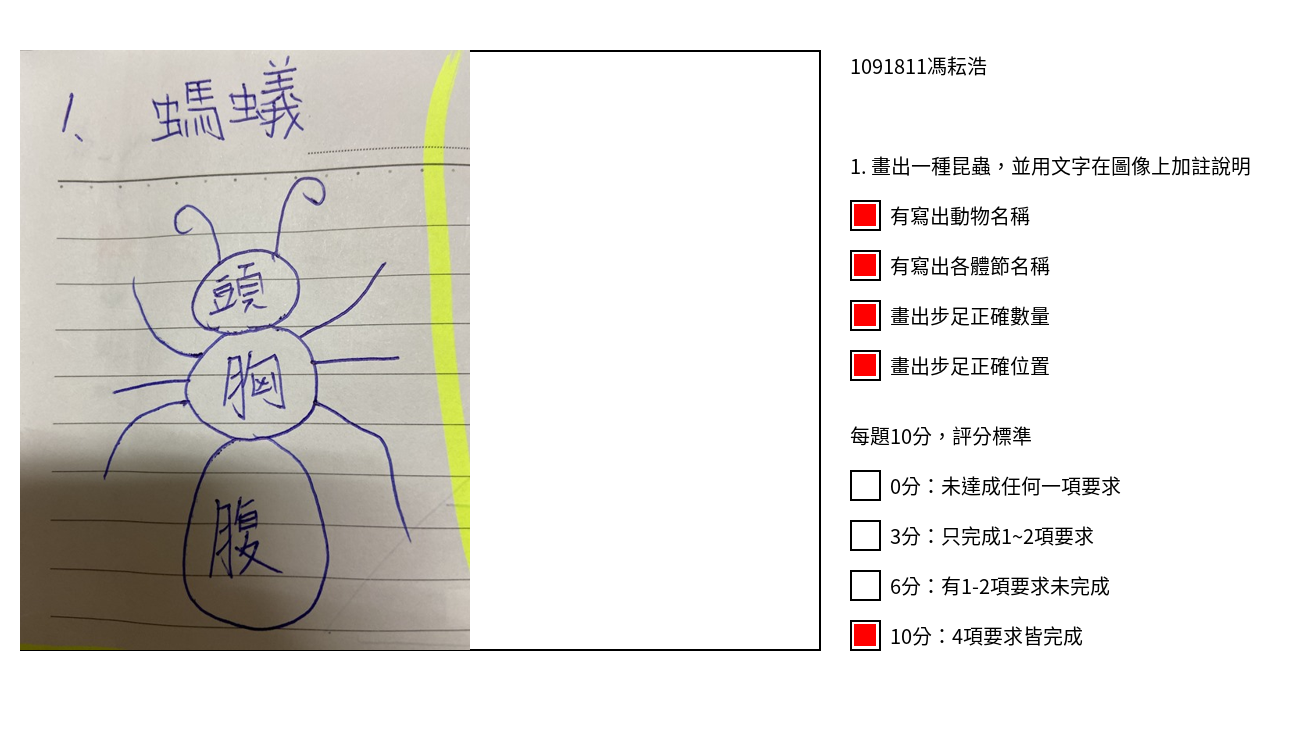 1、 螞蟻
頭
胸
腹
1091811馮耘浩
1. 畫出一種昆蟲，並用文字在圖像上加註說明
有寫出動物名稱
有寫出各體節名稱
畫出步足正確數量
畫出步足正確位置
每題10分，評分標準
0分：未達成任何一項要求
3分：只完成1~2項要求
6分：有1-2項要求未完成
10分：4項要求皆完成